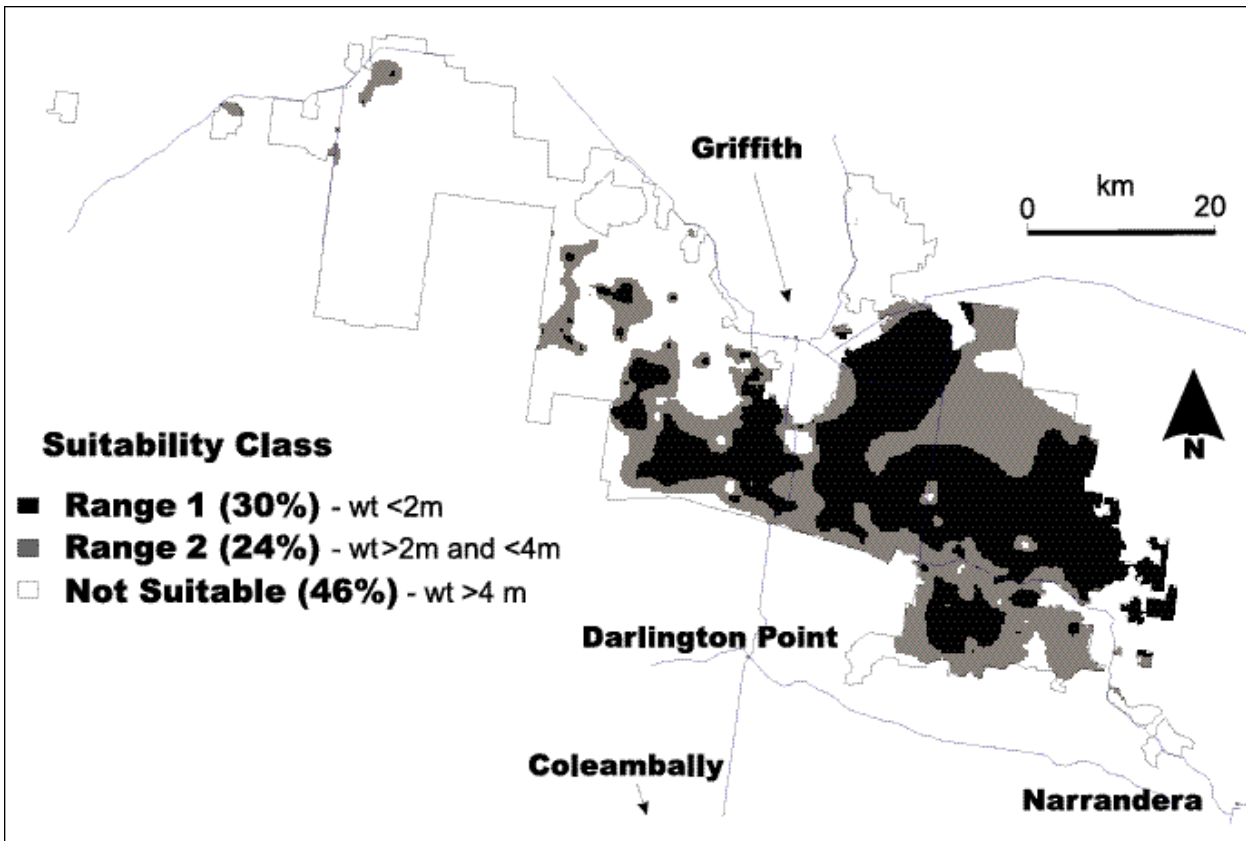 Griffith
km
0 20
N
Suitability Class
Range 1 (30%) - wt <2m
Range 2 (24%) - wt>2m and <4m
Not Suitable (46%) - wt >4 m
Darlington Point
Coleambally
Narrandera